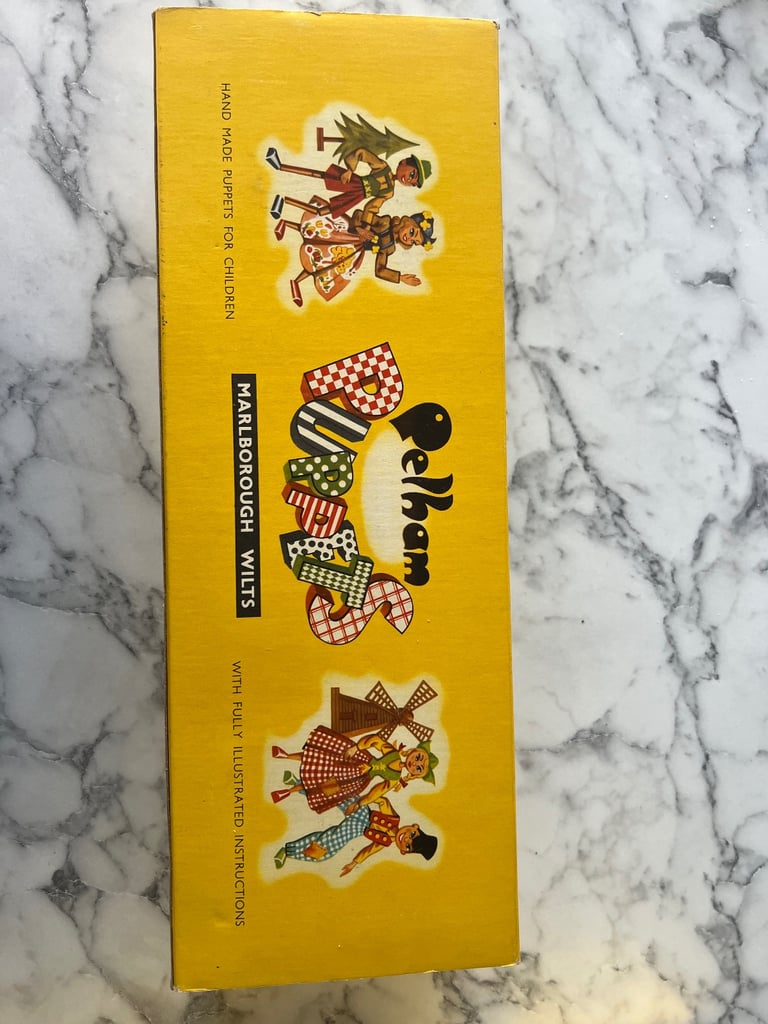 Pelham
PUPPETS
HAND MADE PUPPETS FOR CHILDREN
MARLBOROUGH WILTS
WITH FULLY ILLUSTRATED INSTRUCTIONS